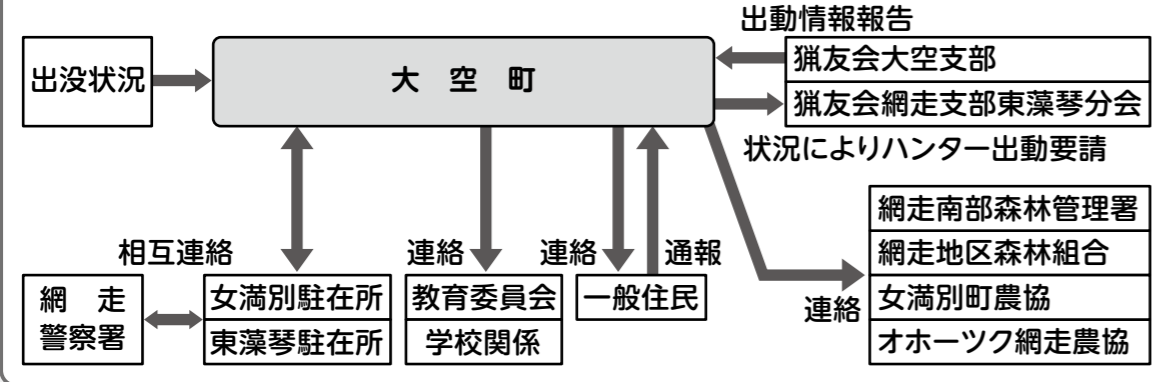 出動情報報告
出没状況
大空町
猟友会大空支部
猟友会網走支部東藻琴分会
状況によりハンター出動要請
網走南部森林管理署
網走地区森林組合
女満別町農協
オホーツク網走農協
連絡
相互連絡
連絡
連絡
通報
網走
警察署
女満別駐在所
東藻琴駐在所
教育委員会
学校関係
一般住民